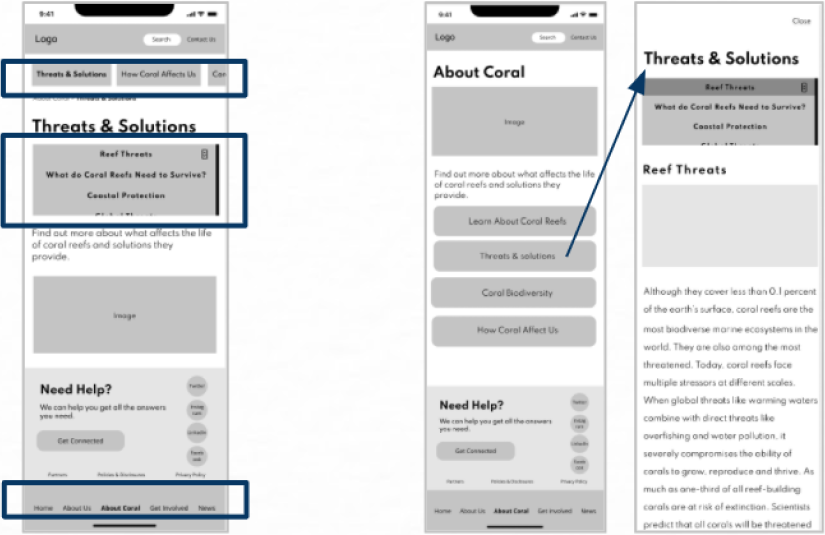 9:41
Logo
Search
Contact Us
Threats & Solutions
How Coral Affects Us
Cor
About Coral - Threats & Solutions
Threats & Solutions
Reef Threats
What do Coral Reefs Need to Survive?
Coastal Protection
Find out more about what affects the life
of coral reefs and solutions they
provide.
Image
Need Help?
We can help you get all the answers
you need.
Get Connected
Twitter
Instag
ram
LinkedIn
Faceb
ook
Partners
Policies & Disclosures
Privacy Policy
Home
About Us
About Coral
Get Involved
News
9:41
Logo
Search
Contact Us
About Coral
Image
Find out more about what affects the life
of coral reefs and solutions they
provide.
Learn About Coral Reefs
Threats & solutions
Coral Biodiversity
How Coral Affect Us
Need Help?
We can help you get all the answers
you need.
Get Connected
Twitter
Instag
ram
LinkedIn
Faceb
ook
Partners
Policies & Disclosures
Privacy Policy
Home
About Us
About Coral
Get Involved
News
Close
Threats & Solutions
Reef Threats
What do Coral Reefs Need to Survive?
Coastal Protection
Reef Threats
Although they cover less than 0.1 percent
of the earth's surface, coral reefs are the
most biodiverse marine ecosystems in the
world. They are also among the most
threatened. Today, coral reefs face
multiple stressors at different scales.
When global threats like warming waters
combine with direct threats like
overfishing and water pollution, it
severely compromises the ability of
corals to grow, reproduce and thrive. As
much as one-third of all reef-building
corals are at risk of extinction. Scientists
predict that all corals will be threatened